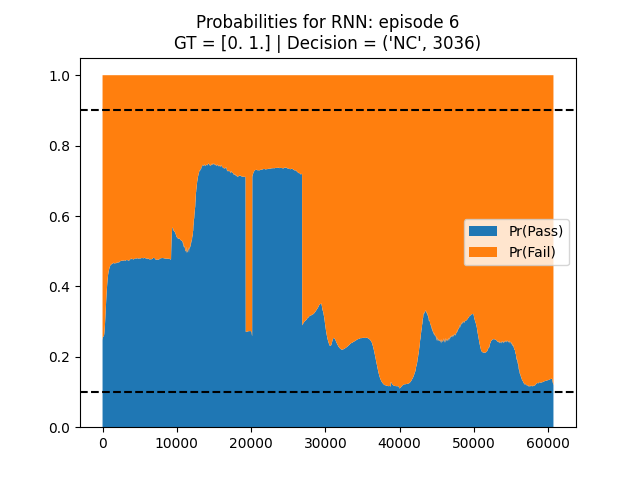 Probabilities for RNN: episode 6
GT = [0. 1.] | Decision = ('NC', 3036)
1.0
0.8
0.6
0.4
0.2
0.0
Pr(Pass)
Pr(Fail)
0 10000 20000 30000 40000 50000 60000